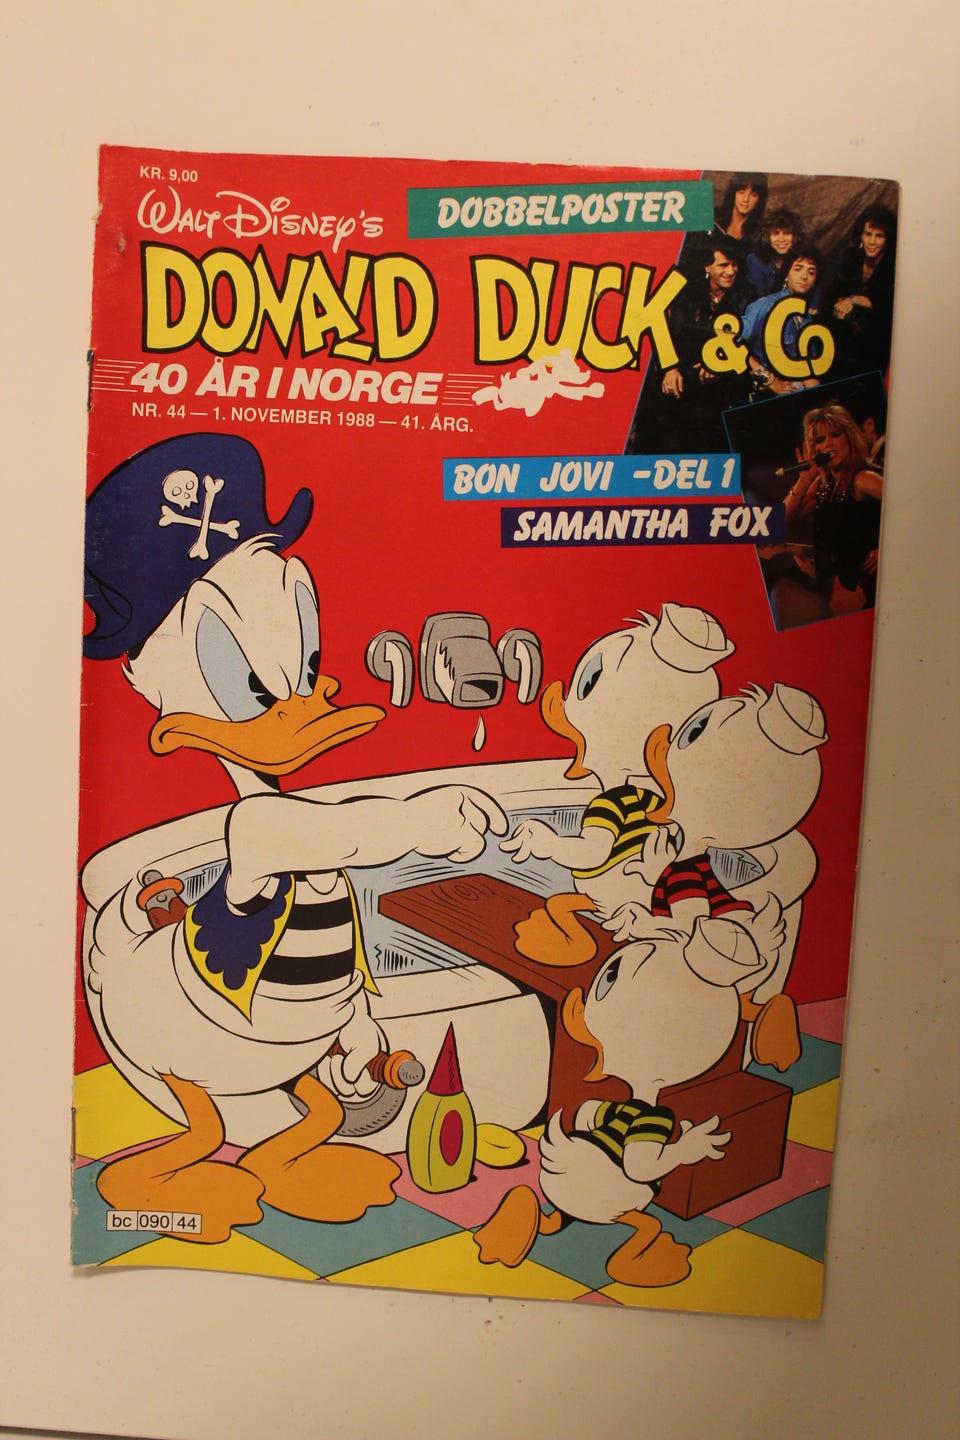 KR. 9,00
WALT DISNEY'S
DOBBELPOSTER
DONALD DUCK & Co
40 ÅR I NORGE
NR. 44 — 1. NOVEMBER 1988 — 41. ÅRG.
BON JOVI - DEL 1
SAMANTHA FOX
bc 090 44